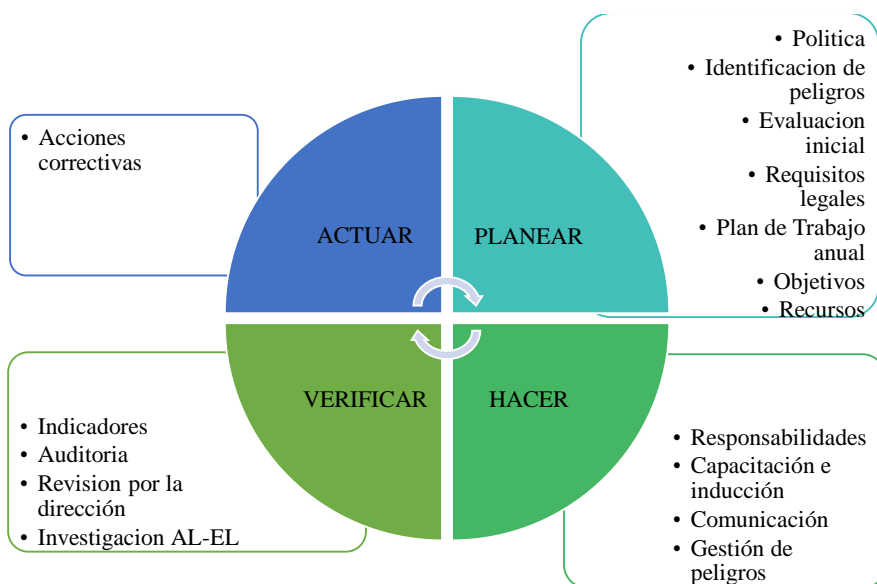 • Acciones
correctivas
• Politica
• Identificacion de
peligros
• Evaluacion
inicial
• Requisitos
legales
• Plan de Trabajo
anual
• Objetivos
• Recursos
ACTUAR
PLANEAR
VERIFICAR
HACER
• Indicadores
• Auditoria
• Revision por la
dirección
• Investigacion AL-EL
• Responsabilidades
• Capacitación e
inducción
• Comunicación
• Gestión de
peligros